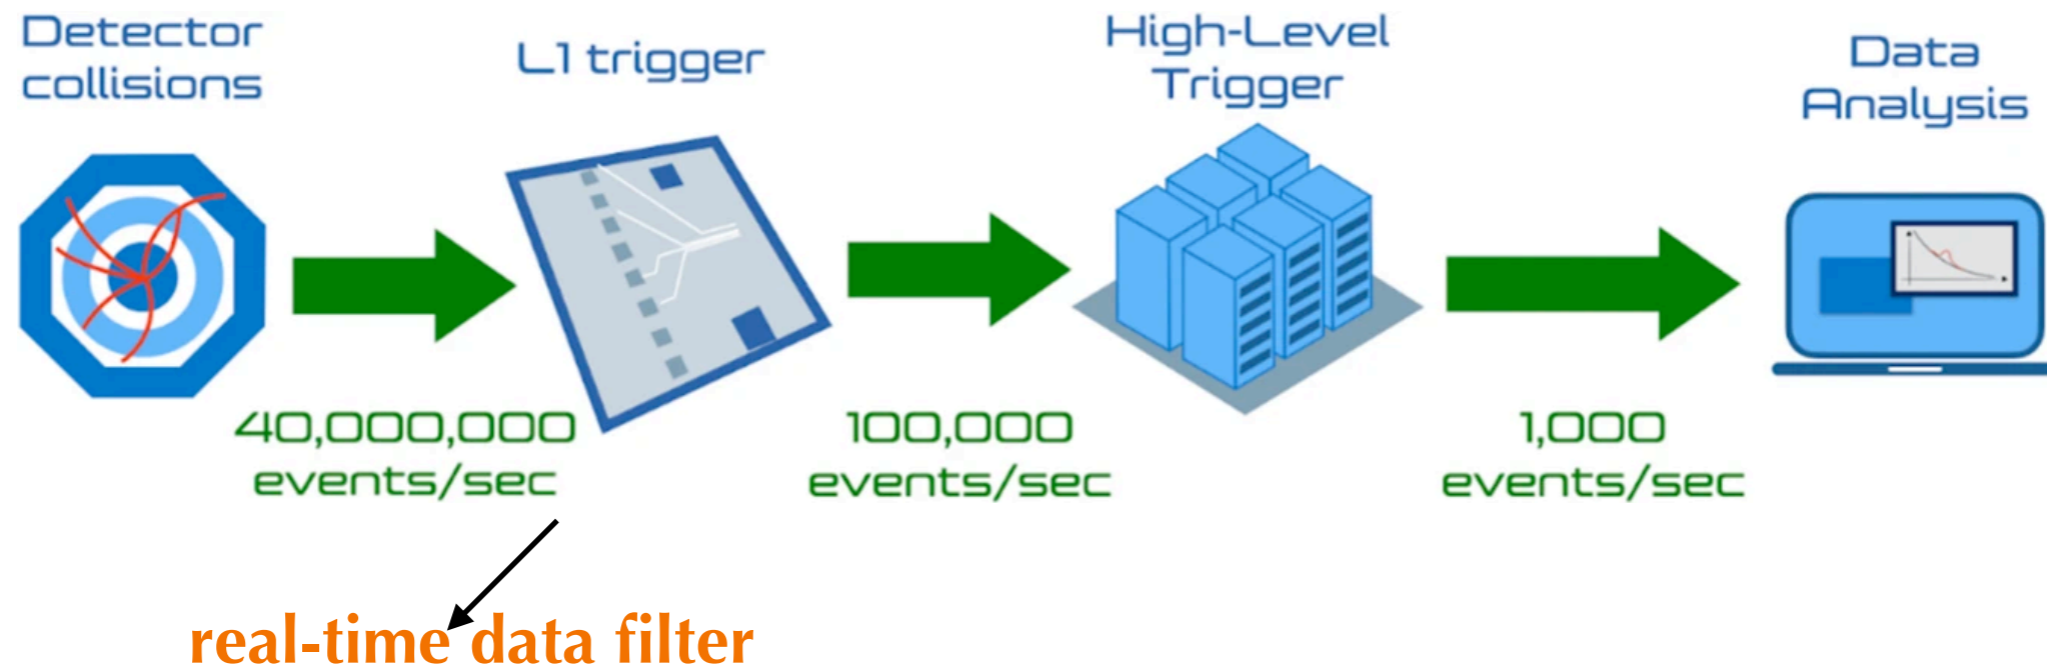 Detector
collisions
L1 trigger
High-Level
Trigger
Data
Analysis
40,000,000
events/sec
100,000
events/sec
1,000
events/sec
real-time data filter